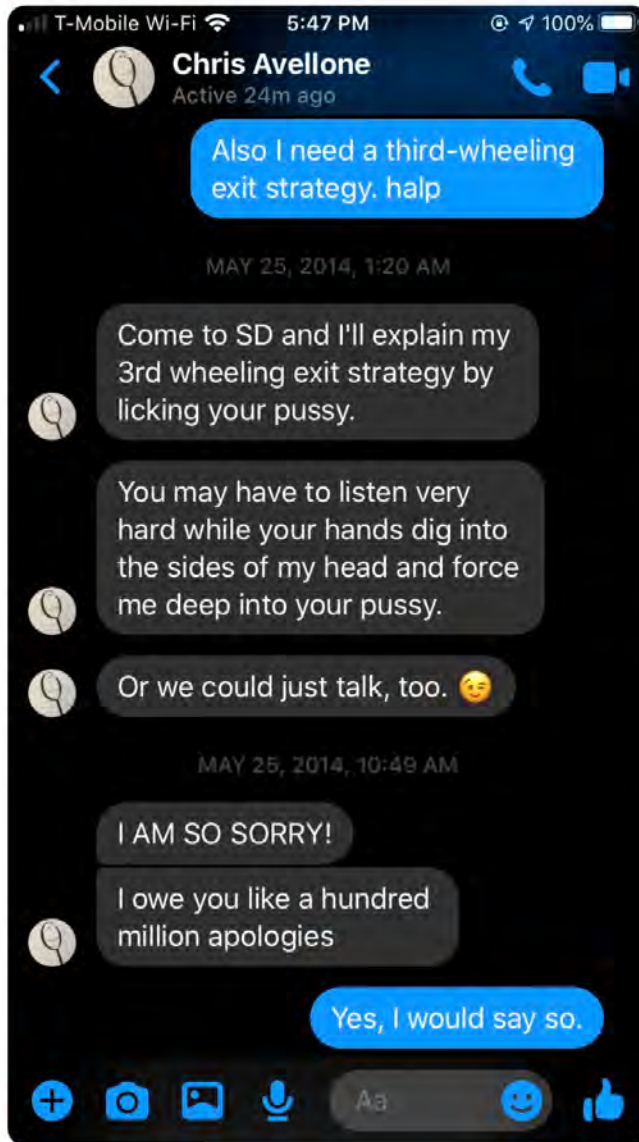 T-Mobile Wi-Fi 5:47 PM 100%
Chris Avellone
Active 24m ago
Also I need a third-wheeling
exit strategy. halp
MAY 25, 2014, 1:20 AM
Come to SD and I'll explain my
3rd wheeling exit strategy by
licking your pussy.
You may have to listen very
hard while your hands dig into
the sides of my head and force
me deep into your pussy.
Or we could just talk, too. 😉
MAY 25, 2014, 10:49 AM
I AM SO SORRY!
I owe you like a hundred
million apologies
Yes, I would say so.
Aa